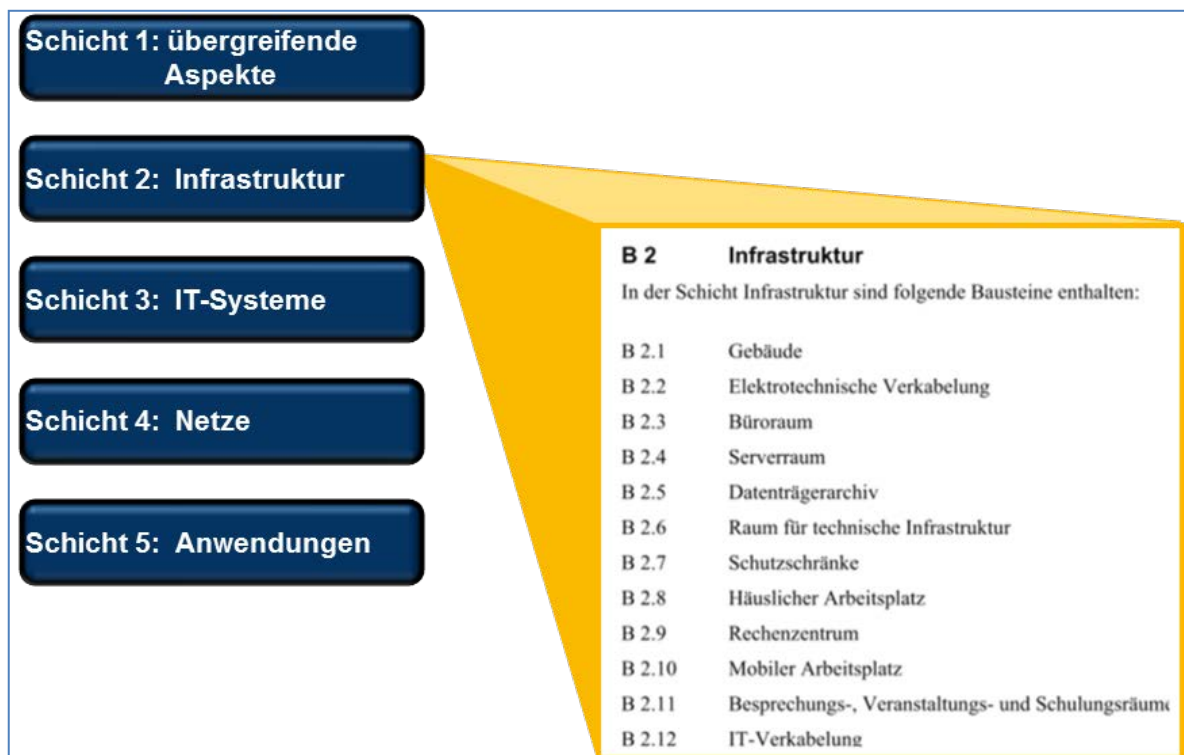 Schicht 1: übergreifende
Aspekte
Schicht 2: Infrastruktur
Schicht 3: IT-Systeme
Schicht 4: Netze
Schicht 5: Anwendungen
B 2 Infrastruktur
In der Schicht Infrastruktur sind folgende Bausteine enthalten:
B 2.1 Gebäude
B 2.2 Elektrotechnische Verkabelung
B 2.3 Büroraum
B 2.4 Serverraum
B 2.5 Datenträgerarchiv
B 2.6 Raum für technische Infrastruktur
B 2.7 Schutzschränke
B 2.8 Häuslicher Arbeitsplatz
B 2.9 Rechenzentrum
B 2.10 Mobiler Arbeitsplatz
B 2.11 Besprechungs-, Veranstaltungs- und Schulungsräume
B 2.12 IT-Verkabelung